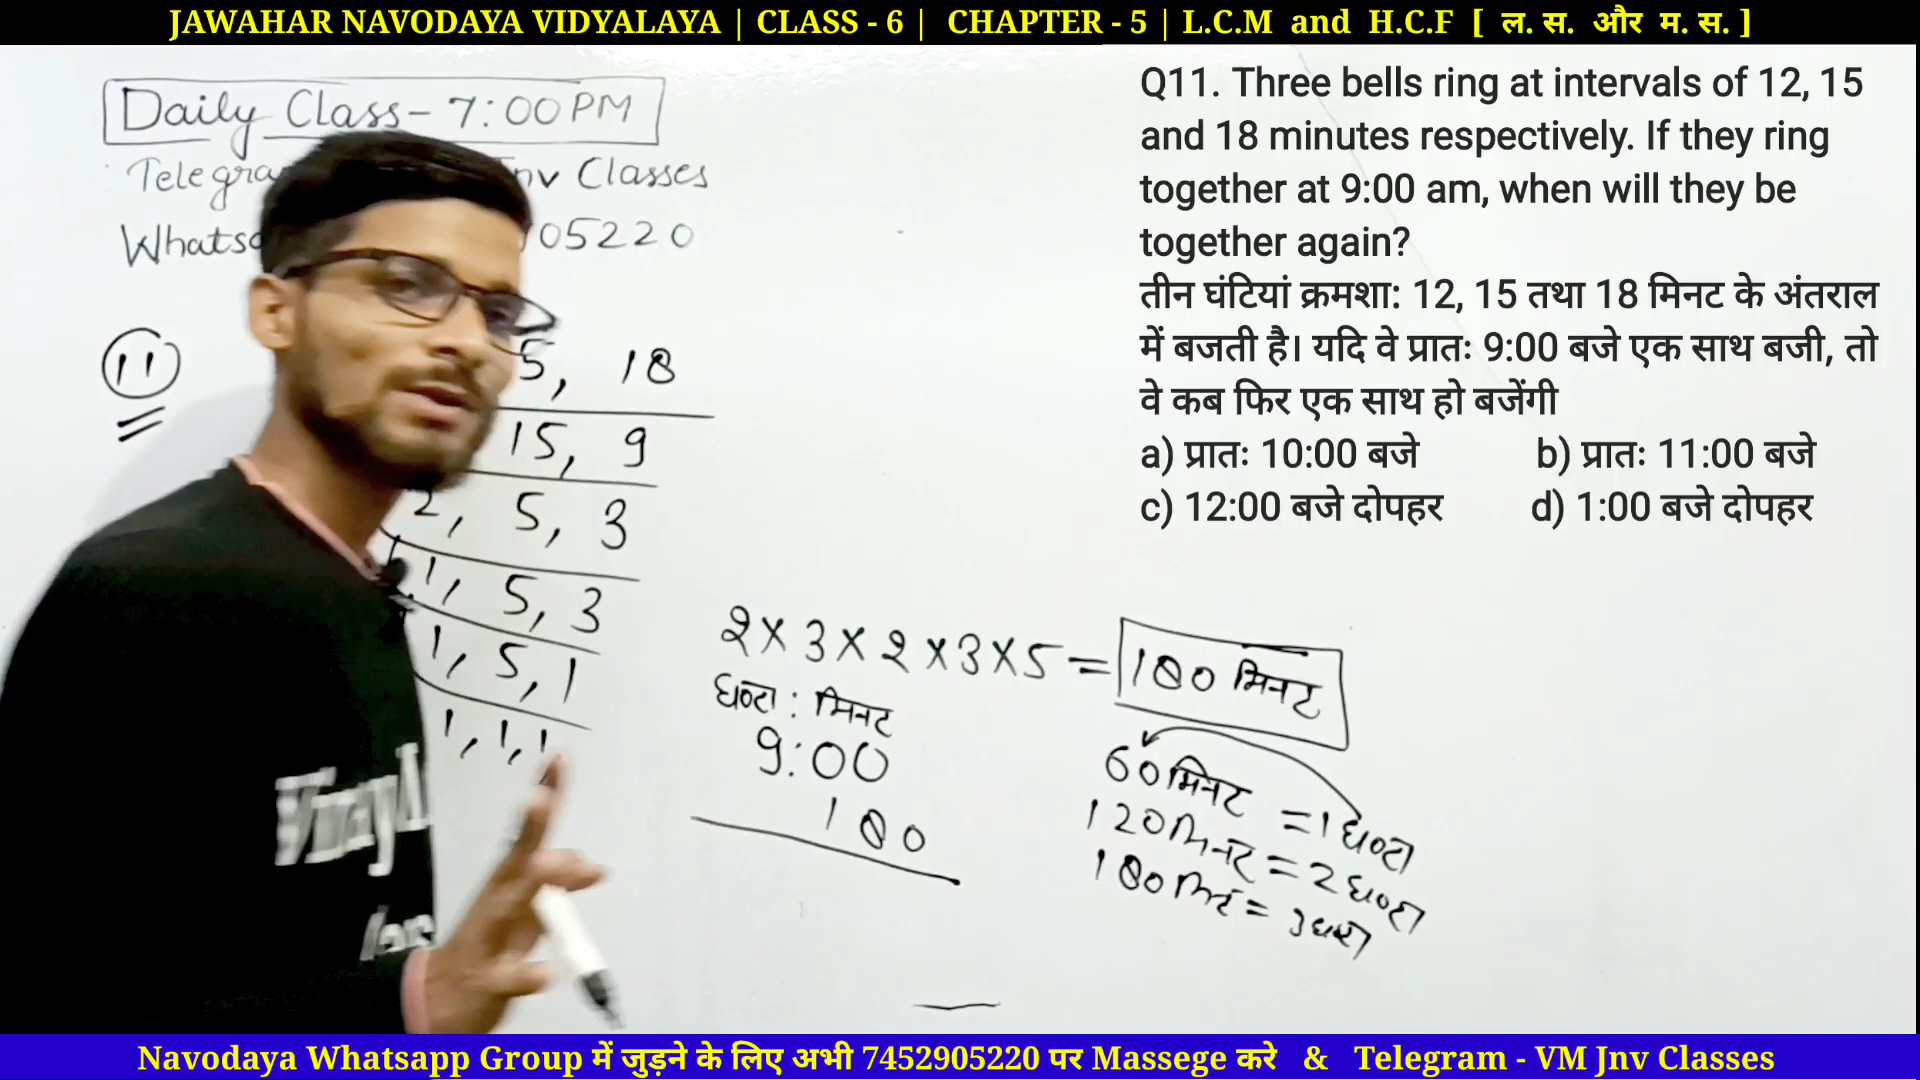 JAWAHAR NAVODAYA VIDYALAYA | CLASS - 6 | CHAPTER - 5 | L.C.M and H.C.F [ ल. स. और म. स. ]
Daily Class - 7:00 PM
Classes
05220
11
5, 18
15, 9
2, 5, 3
1, 5, 3
1, 5, 1
1, 1, 1
Q11. Three bells ring at intervals of 12, 15
and 18 minutes respectively. If they ring
together at 9:00 am, when will they be
together again?
तीन घंटियां क्रमशा: 12, 15 तथा 18 मिनट के अंतराल
में बजती है। यदि वे प्रातः 9:00 बजे एक साथ बजी, तो
वे कब फिर एक साथ हो बजेंगी
a) प्रातः 10:00 बजे b) प्रातः 11:00 बजे
c) 12:00 बजे दोपहर d) 1:00 बजे दोपहर
2 x 3 x 2 x 3 x 5 = 180 मिनट
घण्टा : मिनट
9:00
180
60 मिनट = 1 घण्टा
120 मिनट = 2 घण्टा
180 मिनट = 3 घण्टा
Navodaya Whatsapp Group में जुड़ने के लिए अभी 7452905220 पर Massege करे & Telegram - VM Jnv Classes